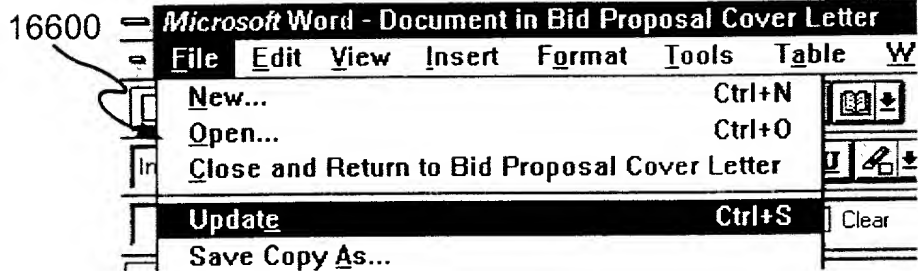 16600
Microsoft Word - Document in Bid Proposal Cover Letter
File Edit View Insert Format Tools Table W
New... Ctrl+N
Open... Ctrl+O
Close and Return to Bid Proposal Cover Letter
In U
Update Ctrl+S Clear
Save Copy As...